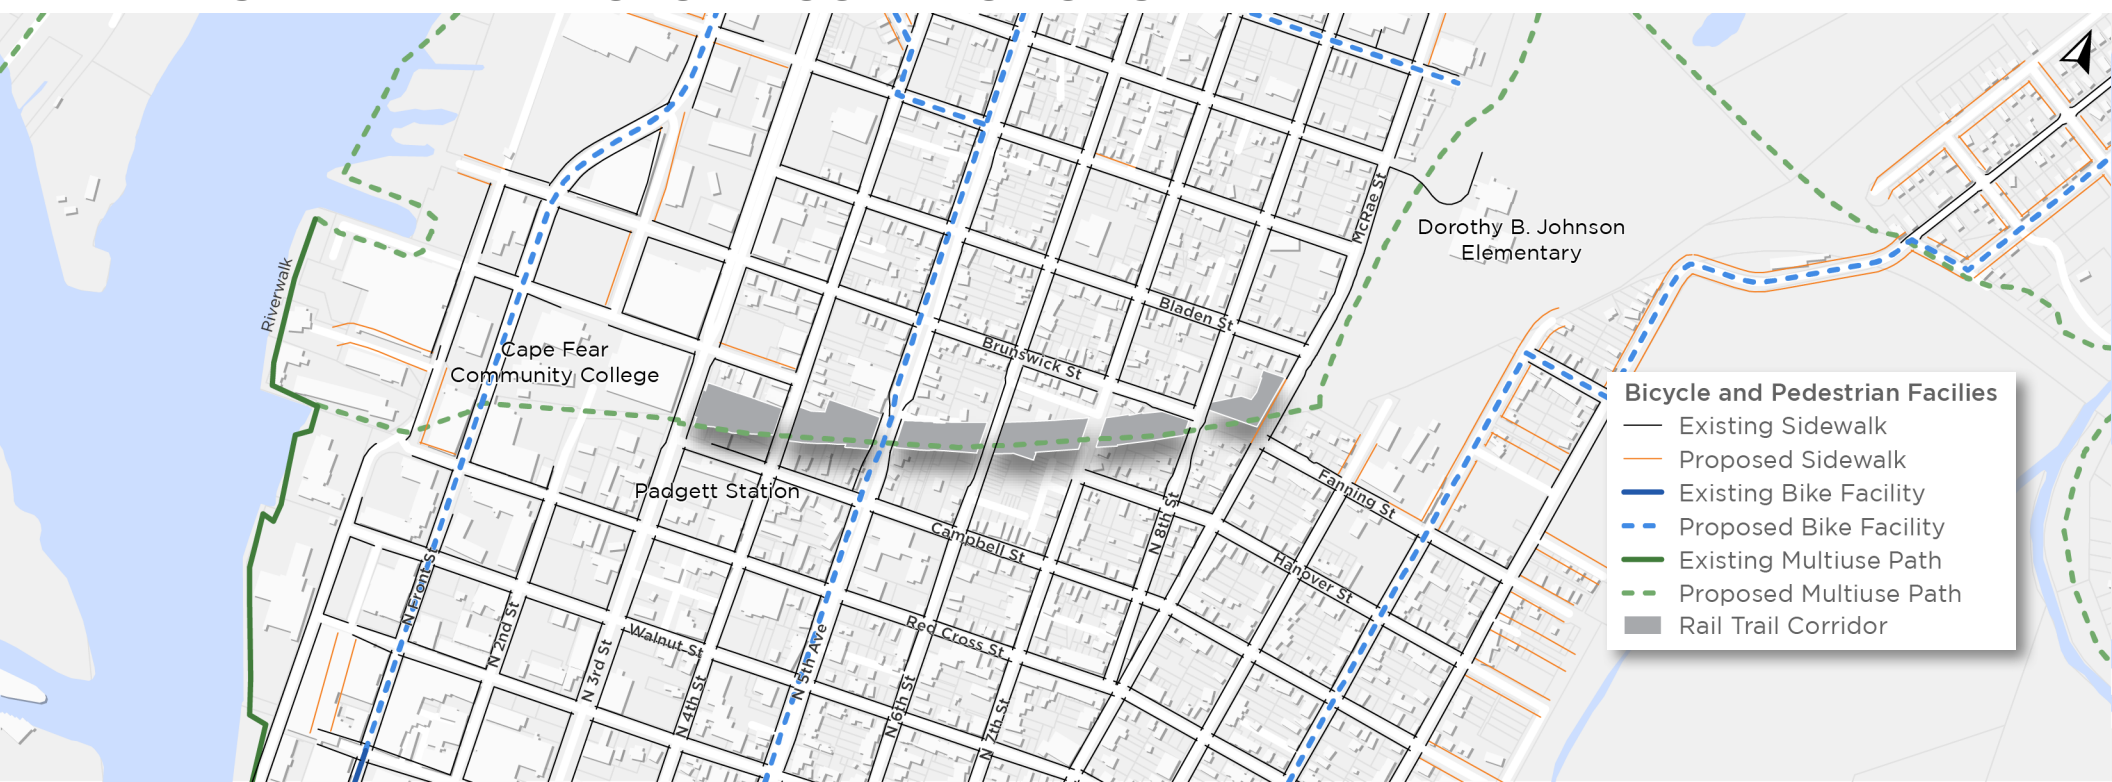 McRae St
Dorothy B. Johnson
Elementary
Riverwalk
Bladen St
Brunswick St
Cape Fear
Community College
Bicycle and Pedestrian Facilies
Existing Sidewalk
Proposed Sidewalk
Existing Bike Facility
Proposed Bike Facility
Existing Multiuse Path
Proposed Multiuse Path
Rail Trail Corridor
Padgett Station
Fanning St
N 8th St
Campbell St
Hanover St
N Front St
N 2nd St
Walnut St
Red Cross St
N 3rd St
N 4th St
N 5th Ave
N 6th St
N 7th St